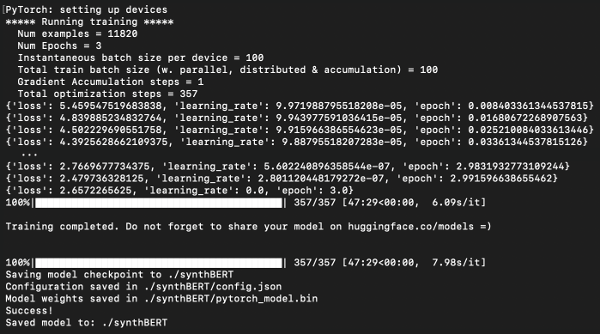 PyTorch: setting up devices
***** Running training *****
  Num examples = 11820
  Num Epochs = 3
  Instantaneous batch size per device = 100
  Total train batch size (w. parallel, distributed & accumulation) = 100
  Gradient Accumulation steps = 1
  Total optimization steps = 357
{'loss': 5.459547519683838, 'learning_rate': 9.971988795518208e-05, 'epoch': 0.008403361344537815}
{'loss': 4.839885234832764, 'learning_rate': 9.943977591036415e-05, 'epoch': 0.01680672268907563}
{'loss': 4.502229690551758, 'learning_rate': 9.915966386554623e-05, 'epoch': 0.025210084033613446}
{'loss': 4.3925628662109375, 'learning_rate': 9.88795518207283e-05, 'epoch': 0.03361344537815126}
...
{'loss': 2.7669677734375, 'learning_rate': 5.602240896358544e-07, 'epoch': 2.9831932773109244}
{'loss': 2.479736328125, 'learning_rate': 2.801120448179272e-07, 'epoch': 2.991596638655462}
{'loss': 2.6572265625, 'learning_rate': 0.0, 'epoch': 3.0}
100%| | 357/357 [47:29<00:00,  6.09s/it]
Training completed. Do not forget to share your model on huggingface.co/models =)
100%| | 357/357 [47:29<00:00,  7.98s/it]
Saving model checkpoint to ./synthBERT
Configuration saved in ./synthBERT/config.json
Model weights saved in ./synthBERT/pytorch_model.bin
Success!
Saved model to: ./synthBERT